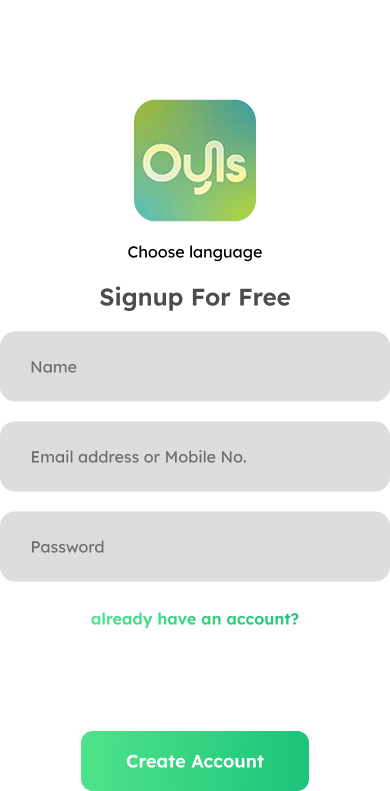 Oyls
Choose language
Signup For Free
Name
Email address or Mobile No.
Password
already have an account?
Create Account